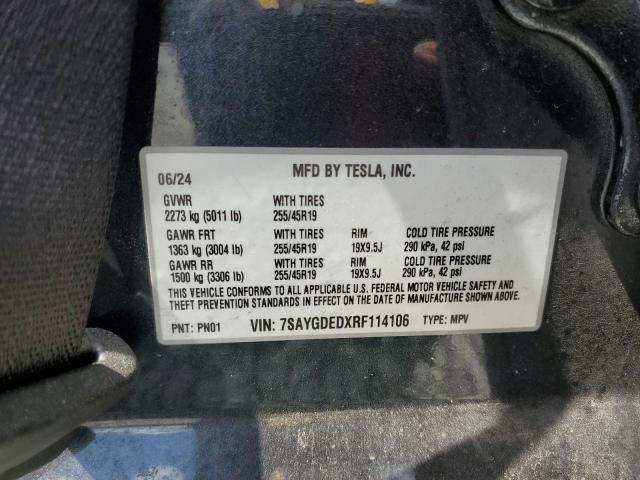 MFD BY TESLA, INC.
06/24
GVWR WITH TIRES
2273 kg (5011 lb) 255/45R19
GAWR FRT WITH TIRES RIM COLD TIRE PRESSURE
1363 kg (3004 lb) 255/45R19 19X9.5J 290 kPa, 42 psi
GAWR RR WITH TIRES RIM COLD TIRE PRESSURE
1500 kg (3306 lb) 255/45R19 19X9.5J 290 kPa, 42 psi
THIS VEHICLE CONFORMS TO ALL APPLICABLE U.S. FEDERAL MOTOR VEHICLE SAFETY AND
THEFT PREVENTION STANDARDS IN EFFECT ON THE DATE OF MANUFACTURE SHOWN ABOVE.
PNT: PN01 VIN: 7SAYGDEDXRF114106 TYPE: MPV